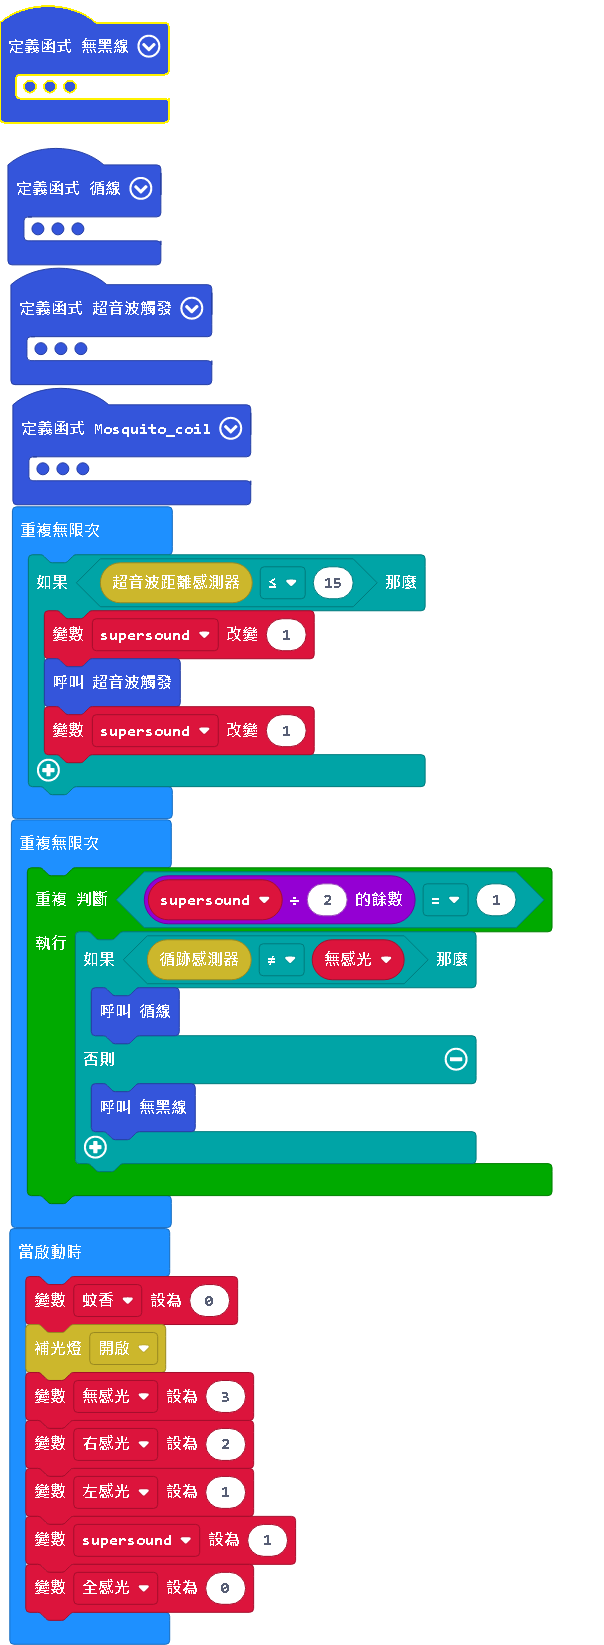 定義函式 無黑線
定義函式 循線
定義函式 超音波觸發
定義函式 Mosquito_coil
重複無限次
如果 超音波距離感測器 ≤ 15 那麼
變數 supersound 改變 1
呼叫 超音波觸發
變數 supersound 改變 1
重複無限次
重複 判斷 supersound ÷ 2 的餘數 = 1
執行
如果 循跡感測器 ≠ 無感光 那麼
呼叫 循線
否則
呼叫 無黑線
當啟動時
變數 蚊香 設為 0
補光燈 開啟
變數 無感光 設為 3
變數 右感光 設為 2
變數 左感光 設為 1
變數 supersound 設為 1
變數 全感光 設為 0